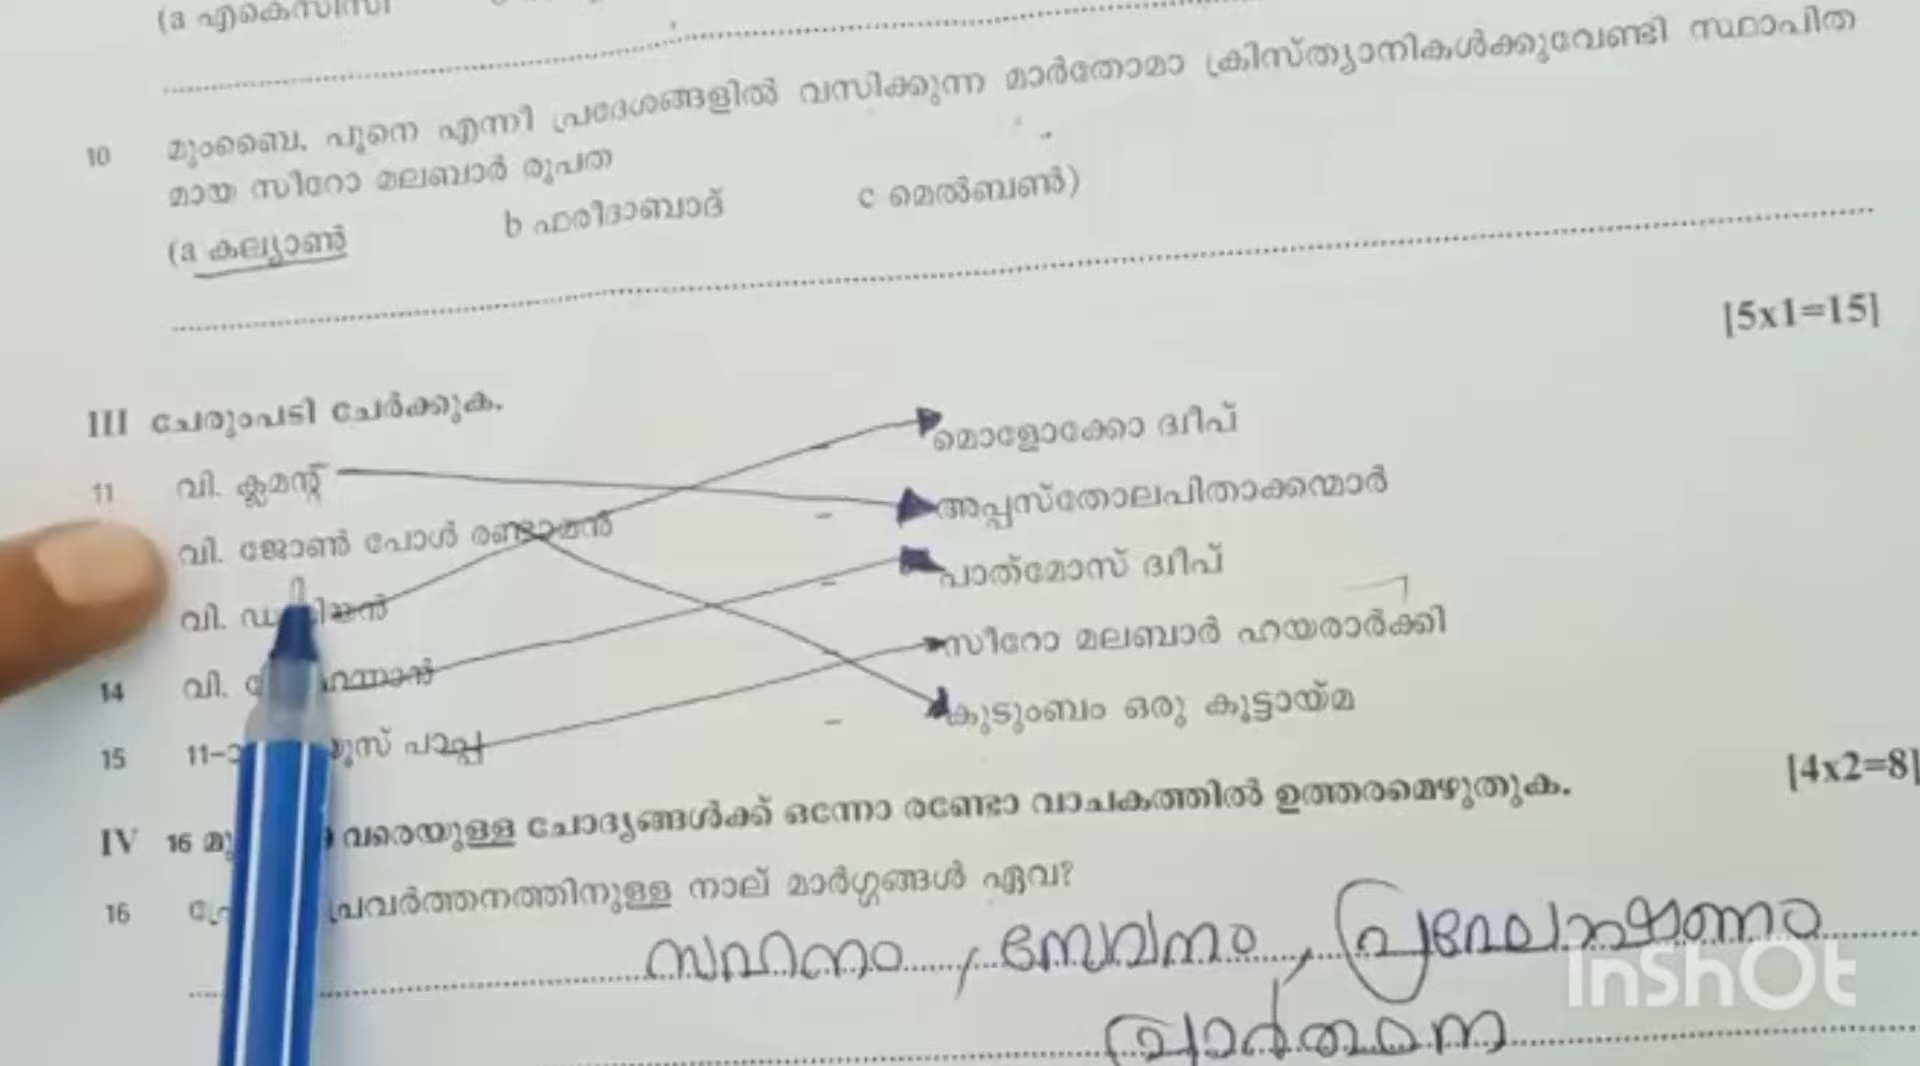 (a എകെസിസി
10 മുംബൈ, പൂനെ എന്നീ പ്രദേശങ്ങളിൽ വസിക്കുന്ന മാർതോമാ ക്രിസ്ത്യാനികൾക്കുവേണ്ടി സ്ഥാപിത
മായ സീറോ മലബാർ രൂപത
(a കല്യാൺ b ഫരീദാബാദ് c മെൽബൺ)
[5x1=15]
III ചേരുംപടി ചേർക്കുക.
11 വി. ക്ലമന്റ് - മൊളോക്കോ ദ്വീപ്
വി. ജോൺ പോൾ രണ്ടാമൻ - അപ്പസ്തോലപിതാക്കന്മാർ
വി. - പാത്മോസ് ദ്വീപ്
14 വി. സീറോ മലബാർ ഹയരാർക്കി
15 11- പാപ്പ - കുടുംബം ഒരു കൂട്ടായ്മ
[4x2=8]
IV 16 വരെയുള്ള ചോദ്യങ്ങൾക്ക് ഒന്നോ രണ്ടോ വാചകത്തിൽ ഉത്തരമെഴുതുക.
16 പ്രവർത്തനത്തിനുള്ള നാല് മാർഗ്ഗങ്ങൾ ഏവ?
സഹനം, സേവനം, പ്രഘോഷണം
പ്രാർത്ഥന
InShOt